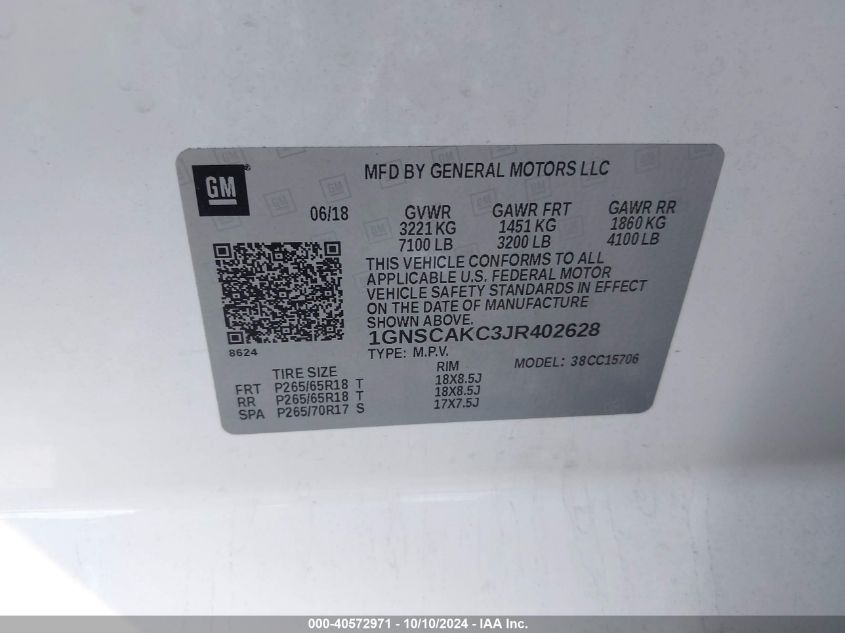 GM
MFD BY GENERAL MOTORS LLC
06/18 GVWR GAWR FRT GAWR RR
3221 KG 1451 KG 1860 KG
7100 LB 3200 LB 4100 LB
THIS VEHICLE CONFORMS TO ALL
APPLICABLE U.S. FEDERAL MOTOR
VEHICLE SAFETY STANDARDS IN EFFECT
ON THE DATE OF MANUFACTURE
SHOWN ABOVE.
1GNSCAKC3JR402628
8624
TYPE: M.P.V. MODEL: 38CC15706
TIRE SIZE RIM
FRT P265/65R18 T 18X8.5J
RR P265/65R18 T 18X8.5J
SPA P265/70R17 S 17X7.5J
000-40572971 - 10/10/2024 - IAA Inc.